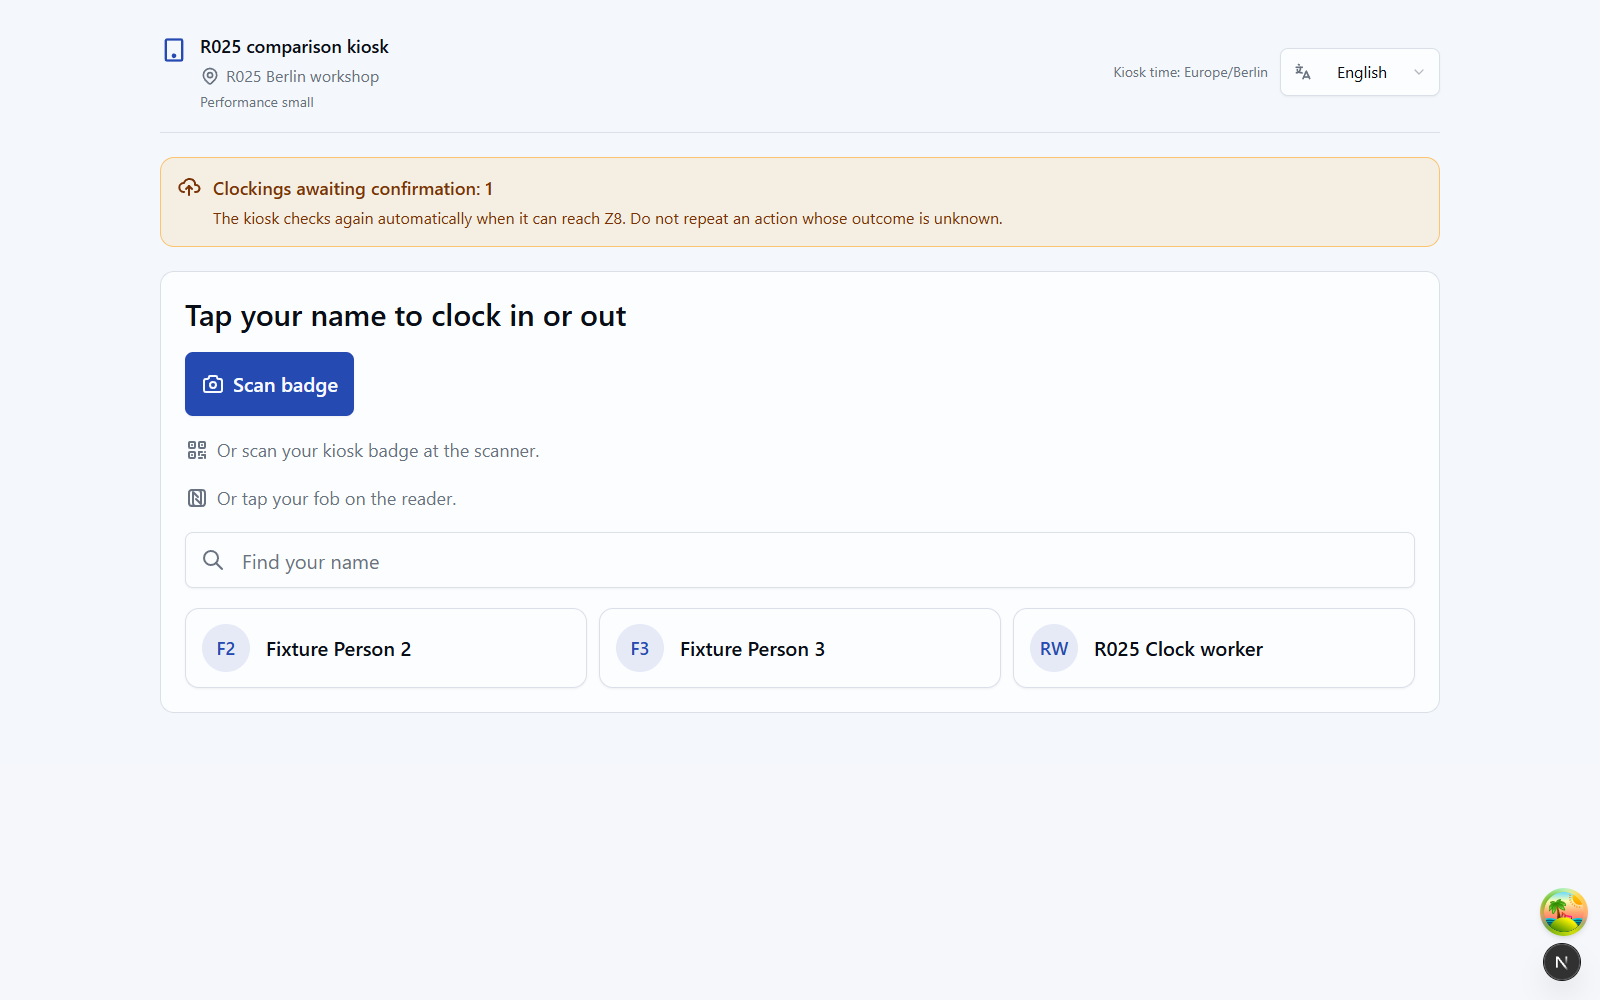 R025 comparison kiosk
R025 Berlin workshop
Performance small
Kiosk time: Europe/Berlin
English
Clockings awaiting confirmation: 1
The kiosk checks again automatically when it can reach Z8. Do not repeat an action whose outcome is unknown.
Tap your name to clock in or out
Scan badge
Or scan your kiosk badge at the scanner.
Or tap your fob on the reader.
Find your name
F2 Fixture Person 2
F3 Fixture Person 3
RW R025 Clock worker
N